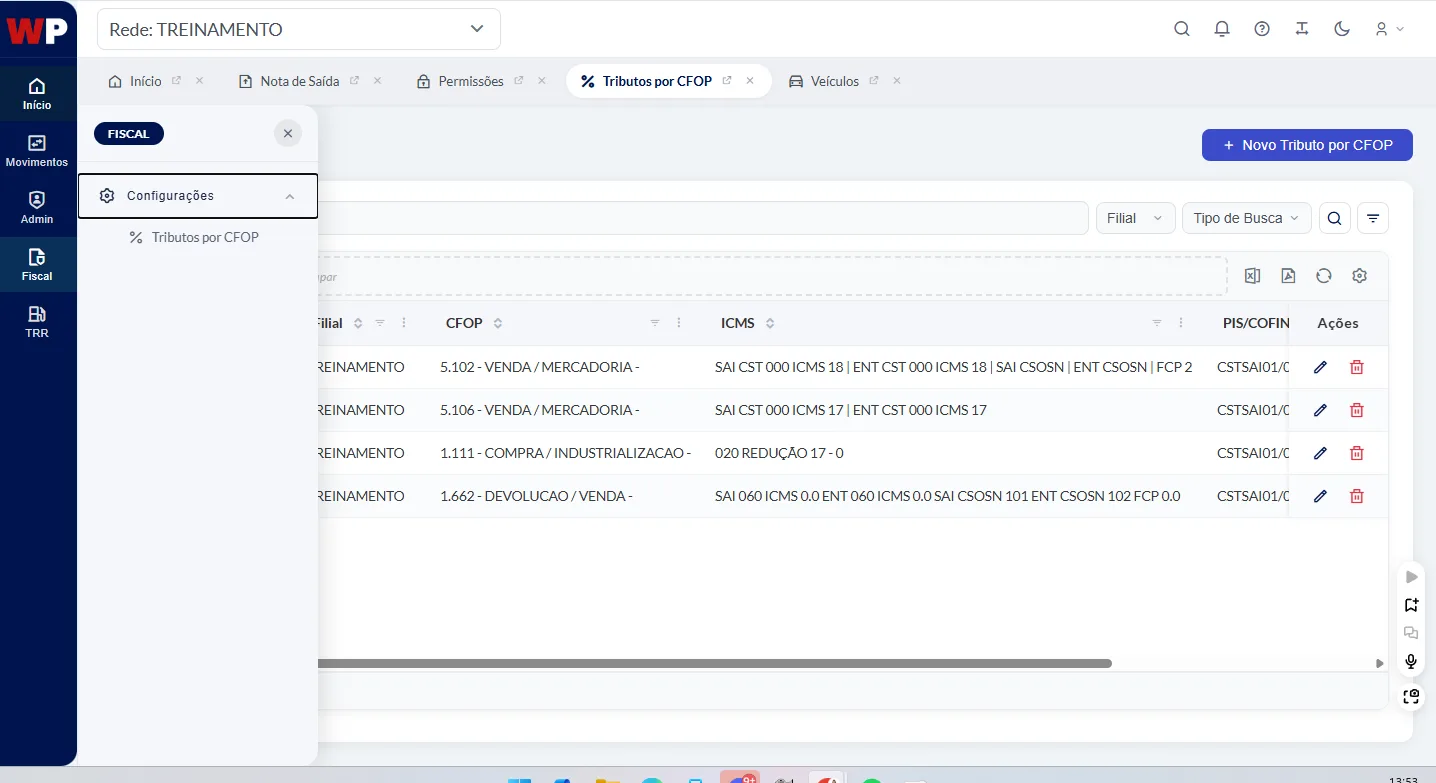 WP
Rede: TREINAMENTO
Início
Nota de Saída
Permissões
Tributos por CFOP
Veículos
Início
Movimentos
Admin
Fiscal
TRR
FISCAL
Configurações
Tributos por CFOP
+ Novo Tributo por CFOP
Filial
Tipo de Busca
par
Filial
CFOP
ICMS
PIS/COFIN
Ações
REINAMENTO
5.102 - VENDA / MERCADORIA -
SAI CST 000 ICMS 18 | ENT CST 000 ICMS 18 | SAI CSOSN | ENT CSOSN | FCP 2
CSTSAI01/0
REINAMENTO
5.106 - VENDA / MERCADORIA -
SAI CST 000 ICMS 17 | ENT CST 000 ICMS 17
CSTSAI01/0
REINAMENTO
1.111 - COMPRA / INDUSTRIALIZACAO -
020 REDUÇÃO 17 - 0
CSTSAI01/0
REINAMENTO
1.662 - DEVOLUCAO / VENDA -
SAI 060 ICMS 0.0 ENT 060 ICMS 0.0 SAI CSOSN 101 ENT CSOSN 102 FCP 0.0
CSTSAI01/0
9+
13:53